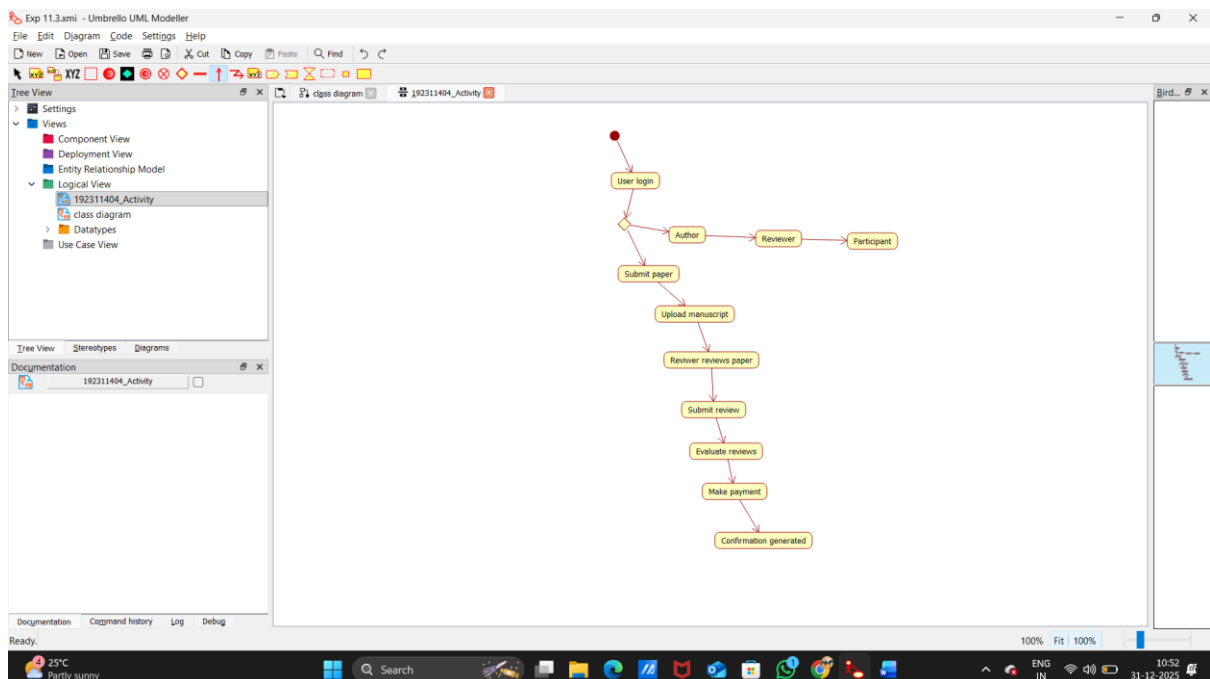 Exp 11.3.xmi - Umbrello UML Modeller
File Edit Diagram Code Settings Help
New Open Save Cut Copy Paste Find
XYZ
Tree View
class diagram 192311404_Activity
Bird...
Settings
Views
Component View
Deployment View
Entity Relationship Model
Logical View
192311404_Activity
class diagram
Datatypes
Use Case View
Tree View Stereotypes Diagrams
Documentation
192311404_Activity
User login
Author
Reviewer
Participant
Submit paper
Upload manuscript
Reviwer reviews paper
Submit review
Evaluate reviews
Make payment
Confirmation generated
Documentation Command history Log Debug
Ready.
100% Fit 100%
4
25°C
Partly sunny
Search
1
ENG
IN
10:52
31-12-2025